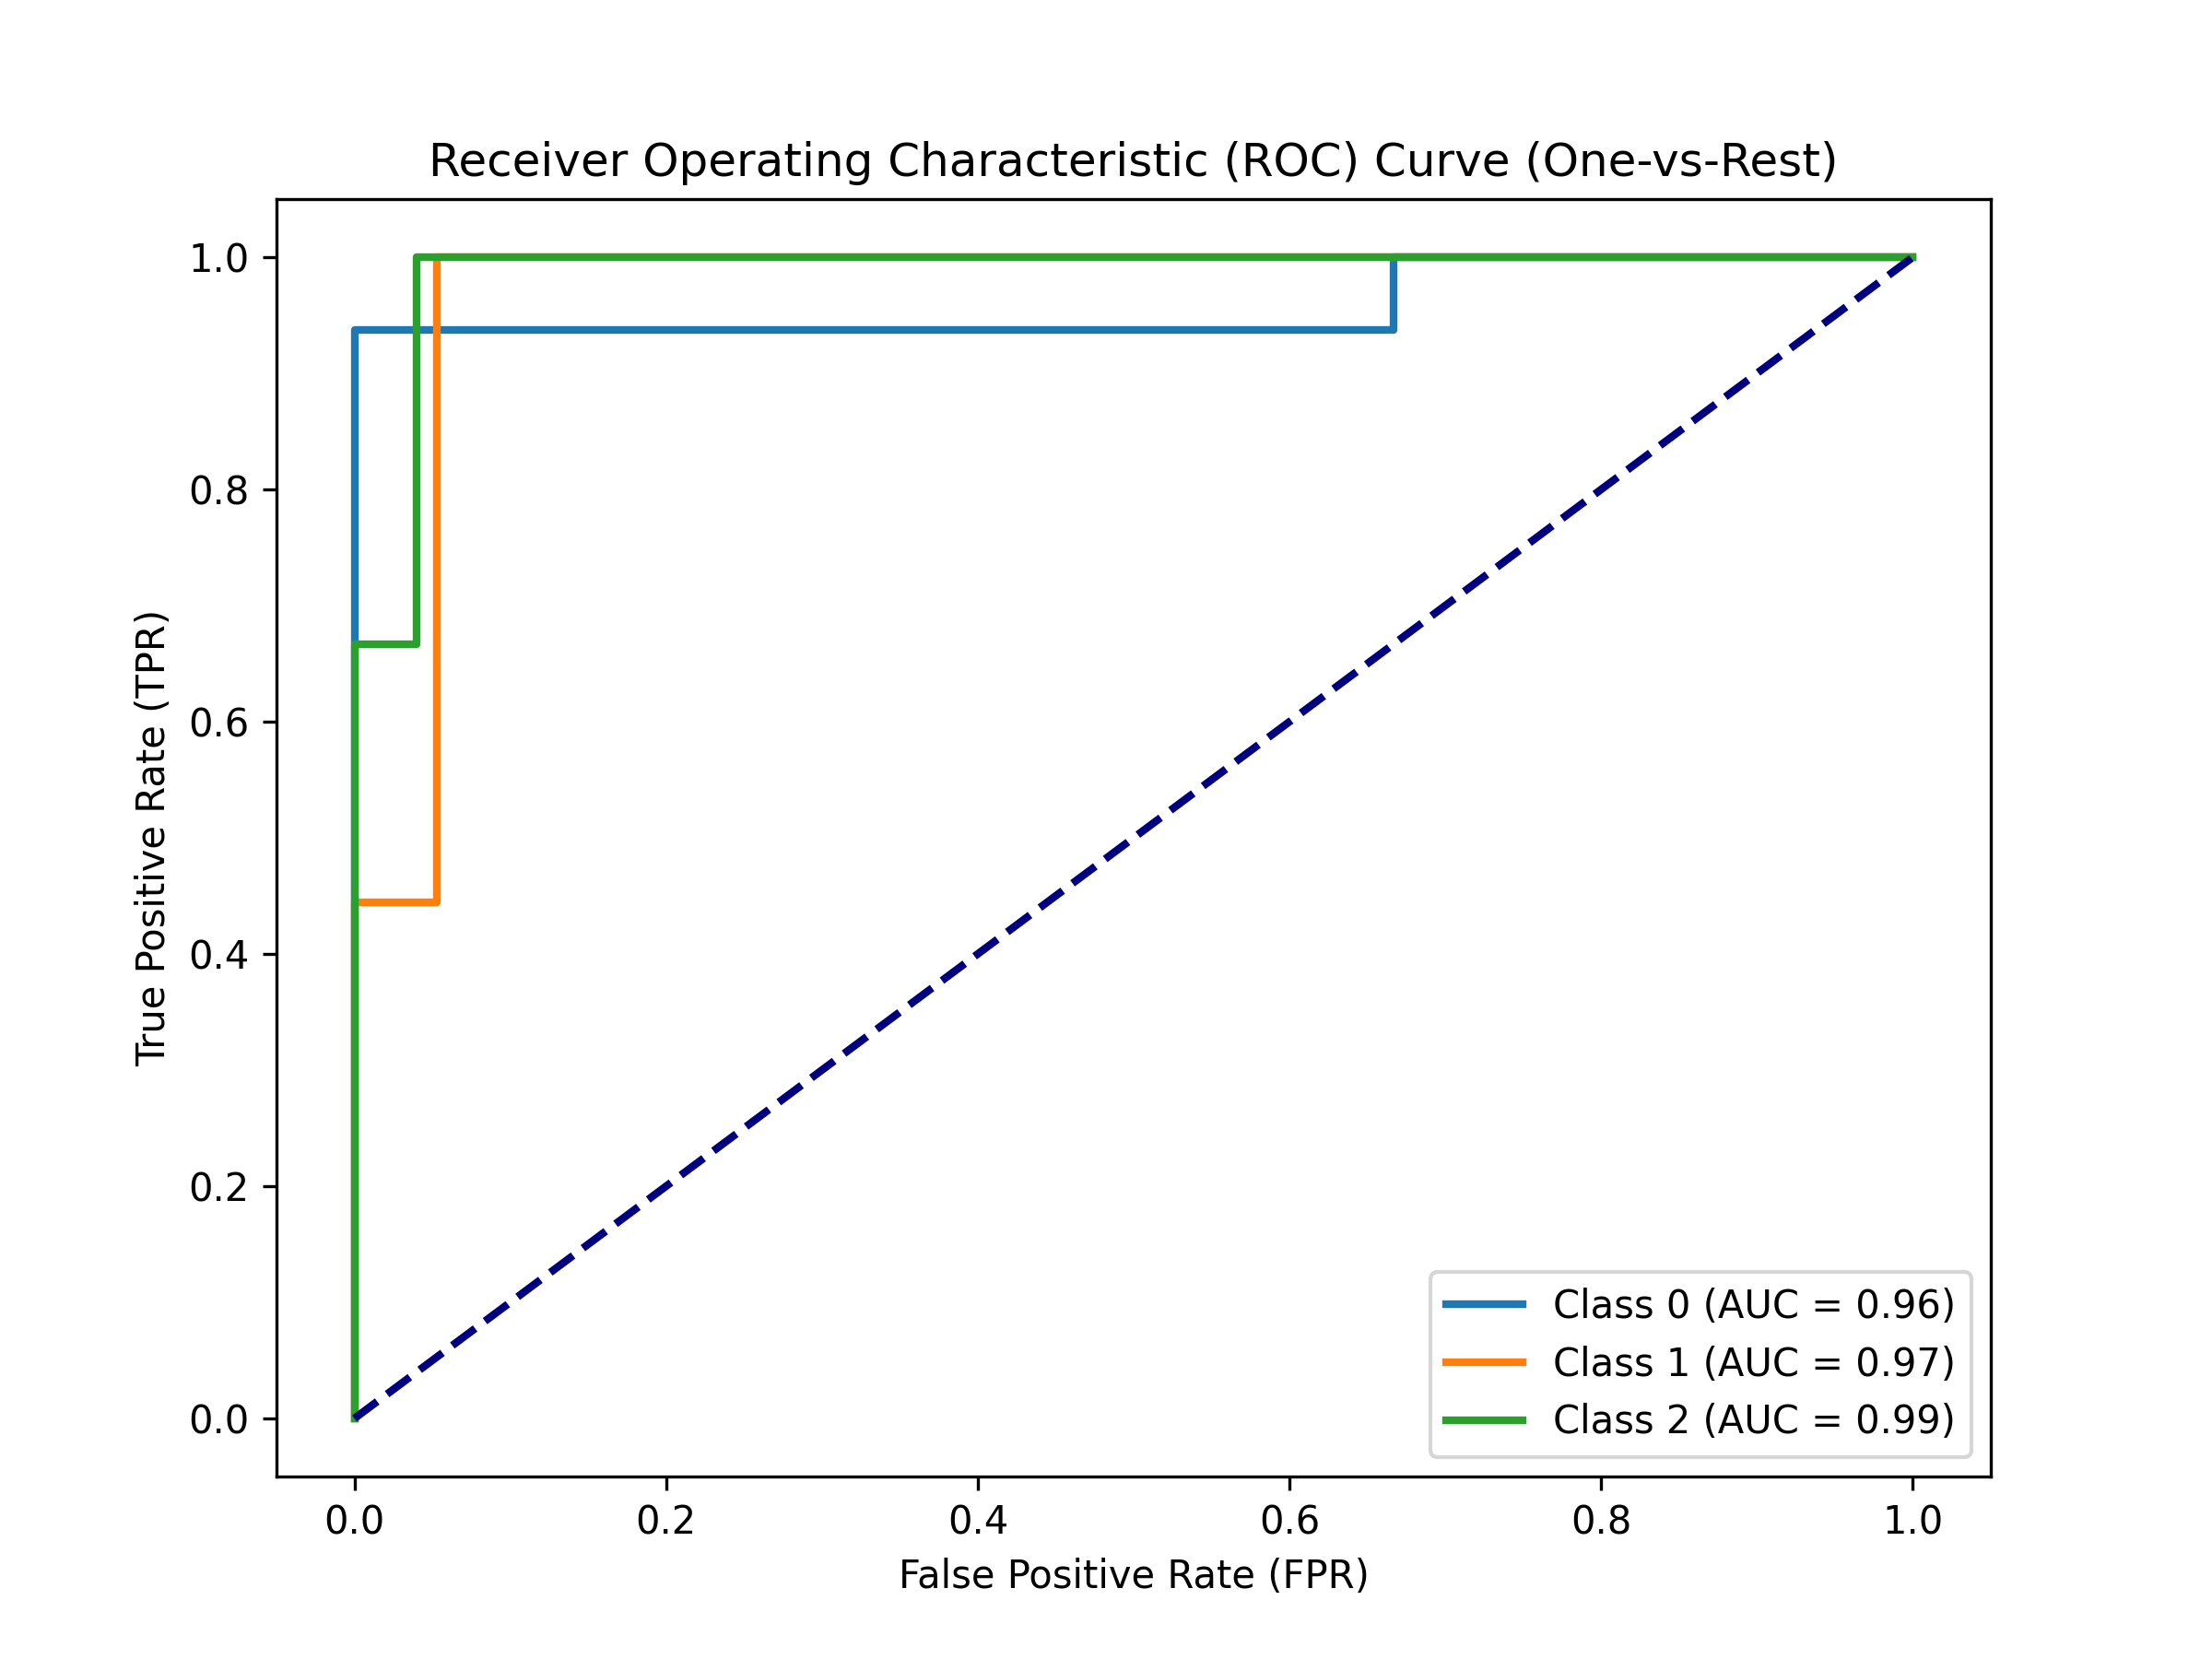 Receiver Operating Characteristic (ROC) Curve (One-vs-Rest)
True Positive Rate (TPR)
1.0
0.8
0.6
0.4
0.2
0.0
Class 0 (AUC = 0.96)
Class 1 (AUC = 0.97)
Class 2 (AUC = 0.99)
0.0 0.2 0.4 0.6 0.8 1.0
False Positive Rate (FPR)